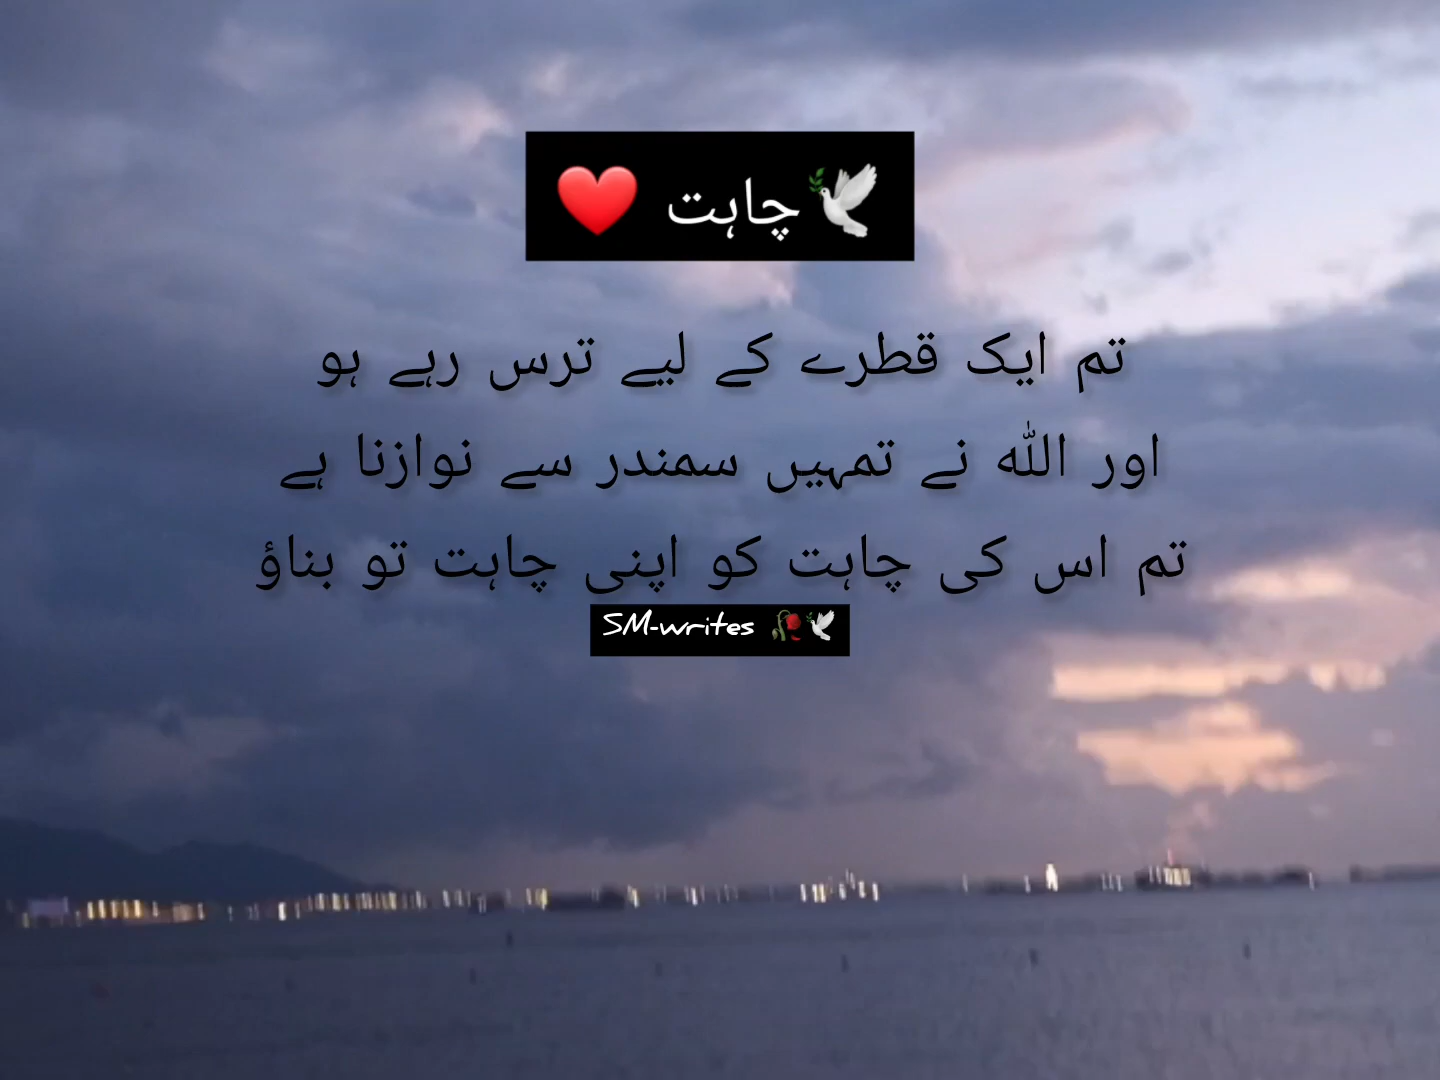 🕊️چاہت ❤️
تم ایک قطرے کے لیے ترس رہے ہو
اور اللّٰہ نے تمہیں سمندر سے نوازنا ہے
تم اس کی چاہت کو اپنی چاہت تو بناؤ
SM-writes 🥀🕊️